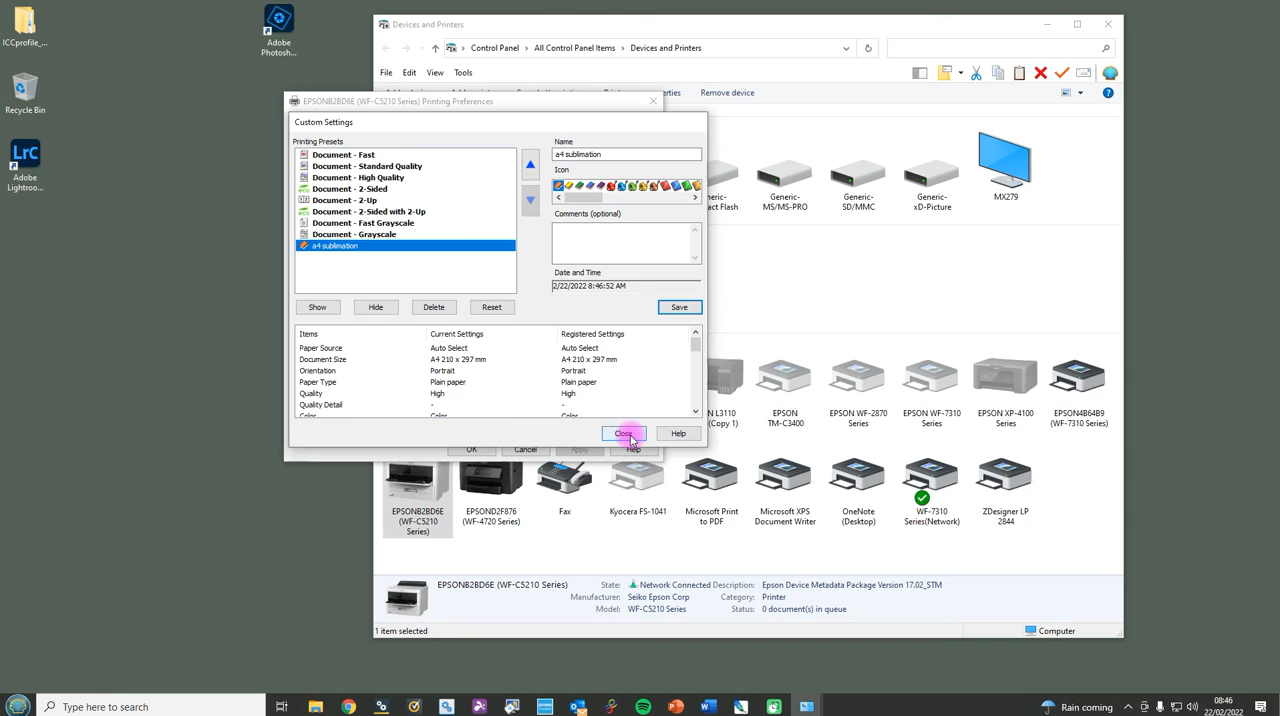 ICCprofile_...
Recycle Bin
Lrc
Adobe
Lightroo...
Adobe
Photosh...
Devices and Printers
Control Panel > All Control Panel Items > Devices and Printers
File Edit View Tools
Remove device
EPSONB2BD6E (WF-C5210 Series) Printing Preferences
Custom Settings
Printing Presets
Document - Fast
Document - Standard Quality
Document - High Quality
Document - 2-Sided
Document - 2-Up
Document - 2-Sided with 2-Up
Document - Fast Grayscale
Document - Grayscale
a4 sublimation
Show Hide Delete Reset
Name
a4 sublimation
Icon
Comments (optional)
Date and Time
2/22/2022 8:46:52 AM
Save
Items Current Settings Registered Settings
Paper Source Auto Select Auto Select
Document Size A4 210 x 297 mm A4 210 x 297 mm
Orientation Portrait Portrait
Paper Type Plain paper Plain paper
Quality High High
Quality Detail - -
Color Color Color
Close Help
OK Cancel Apply Help
Generic-
MS/MS-PRO
Generic-
SD/MMC
Generic-
xD-Picture
MX279
L3110
(Copy 1)
EPSON
TM-C3400
EPSON WF-2870
Series
EPSON WF-7310
Series
EPSON XP-4100
Series
EPSON4B64B9
(WF-7310 Series)
EPSONB2BD6E
(WF-C5210
Series)
EPSOND2F876
(WF-4720 Series)
Fax
Kyocera FS-1041
Microsoft Print
to PDF
Microsoft XPS
Document Writer
OneNote
(Desktop)
WF-7310
Series(Network)
ZDesigner LP
2844
EPSONB2BD6E (WF-C5210 Series) State: Network Connected Description: Epson Device Metadata Package Version 17.02_STM
Manufacturer: Seiko Epson Corp Category: Printer
Model: WF-C5210 Series Status: 0 document(s) in queue
1 item selected
Computer
Type here to search
Rain coming
08:46
22/02/2022